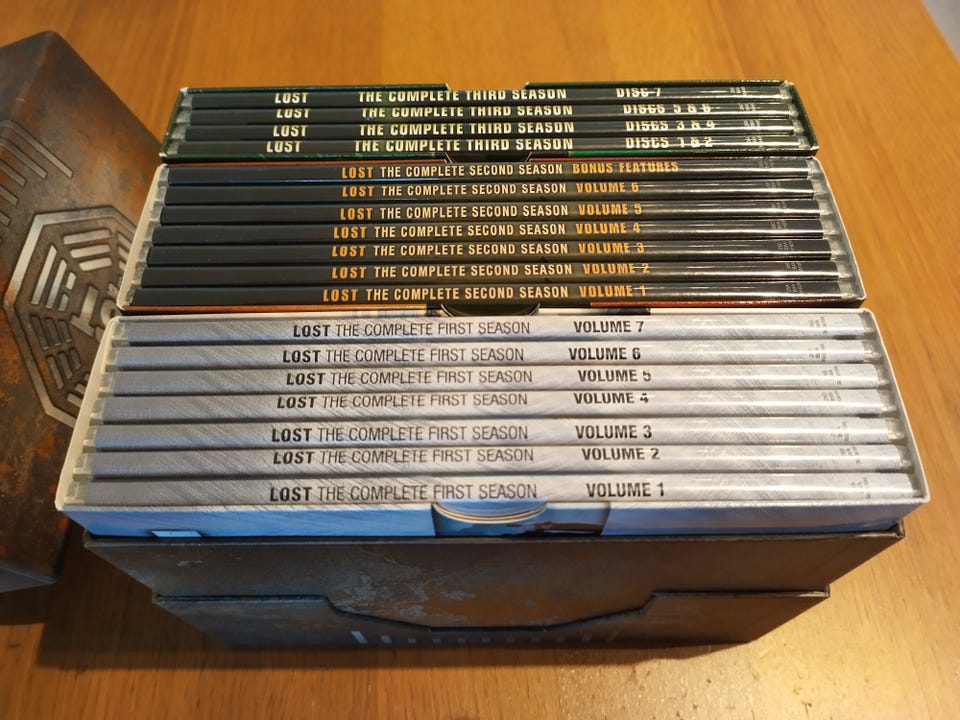 LOST THE COMPLETE THIRD SEASON DISC 7
LOST THE COMPLETE THIRD SEASON DISCS 5 & 6
LOST THE COMPLETE THIRD SEASON DISCS 3 & 4
LOST THE COMPLETE THIRD SEASON DISCS 1 & 2
LOST THE COMPLETE SECOND SEASON BONUS FEATURES
LOST THE COMPLETE SECOND SEASON VOLUME 6
LOST THE COMPLETE SECOND SEASON VOLUME 5
LOST THE COMPLETE SECOND SEASON VOLUME 4
LOST THE COMPLETE SECOND SEASON VOLUME 3
LOST THE COMPLETE SECOND SEASON VOLUME 2
LOST THE COMPLETE SECOND SEASON VOLUME 1
LOST THE COMPLETE FIRST SEASON VOLUME 7
LOST THE COMPLETE FIRST SEASON VOLUME 6
LOST THE COMPLETE FIRST SEASON VOLUME 5
LOST THE COMPLETE FIRST SEASON VOLUME 4
LOST THE COMPLETE FIRST SEASON VOLUME 3
LOST THE COMPLETE FIRST SEASON VOLUME 2
LOST THE COMPLETE FIRST SEASON VOLUME 1